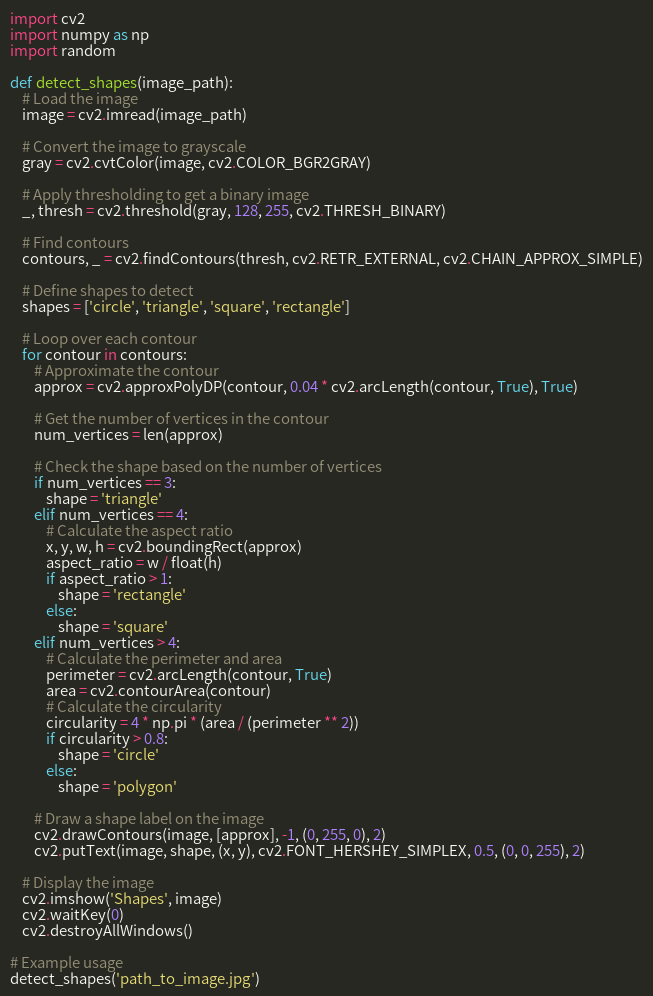 import cv2
import numpy as np
import random

def detect_shapes(image_path):
    # Load the image
    image = cv2.imread(image_path)

    # Convert the image to grayscale
    gray = cv2.cvtColor(image, cv2.COLOR_BGR2GRAY)

    # Apply thresholding to get a binary image
    _, thresh = cv2.threshold(gray, 128, 255, cv2.THRESH_BINARY)

    # Find contours
    contours, _ = cv2.findContours(thresh, cv2.RETR_EXTERNAL, cv2.CHAIN_APPROX_SIMPLE)

    # Define shapes to detect
    shapes = ['circle', 'triangle', 'square', 'rectangle']

    # Loop over each contour
    for contour in contours:
        # Approximate the contour
        approx = cv2.approxPolyDP(contour, 0.04 * cv2.arcLength(contour, True), True)

        # Get the number of vertices in the contour
        num_vertices = len(approx)

        # Check the shape based on the number of vertices
        if num_vertices == 3:
            shape = 'triangle'
        elif num_vertices == 4:
            # Calculate the aspect ratio
            x, y, w, h = cv2.boundingRect(approx)
            aspect_ratio = w / float(h)
            if aspect_ratio > 1:
                shape = 'rectangle'
            else:
                shape = 'square'
        elif num_vertices > 4:
            # Calculate the perimeter and area
            perimeter = cv2.arcLength(contour, True)
            area = cv2.contourArea(contour)
            # Calculate the circularity
            circularity = 4 * np.pi * (area / (perimeter ** 2))
            if circularity > 0.8:
                shape = 'circle'
            else:
                shape = 'polygon'

        # Draw a shape label on the image
        cv2.drawContours(image, [approx], -1, (0, 255, 0), 2)
        cv2.putText(image, shape, (x, y), cv2.FONT_HERSHEY_SIMPLEX, 0.5, (0, 0, 255), 2)

    # Display the image
    cv2.imshow('Shapes', image)
    cv2.waitKey(0)
    cv2.destroyAllWindows()

# Example usage
detect_shapes('path_to_image.jpg')